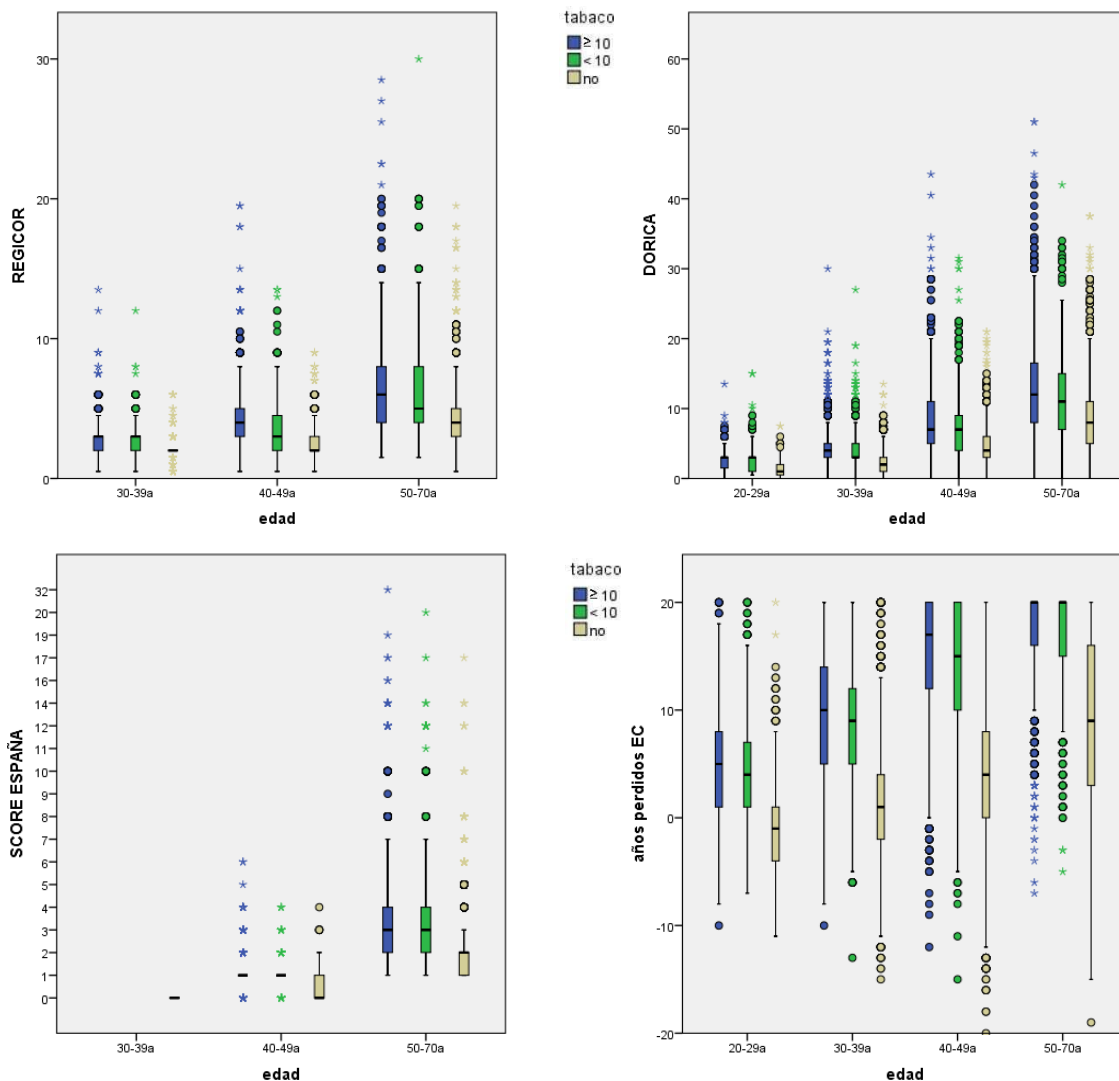 tabaco
≥ 10
< 10
no
30
20
10
0
REGICOR
30-39a 40-49a 50-70a
edad
60
50
40
30
20
10
0
DORICA
20-29a 30-39a 40-49a 50-70a
edad
tabaco
≥ 10
< 10
no
32
20
19
17
16
14
12
11
10
9
8
7
6
5
4
3
2
1
0
SCORE ESPAÑA
30-39a 40-49a 50-70a
edad
20
10
0
-10
-20
años perdidos EC
20-29a 30-39a 40-49a 50-70a
edad